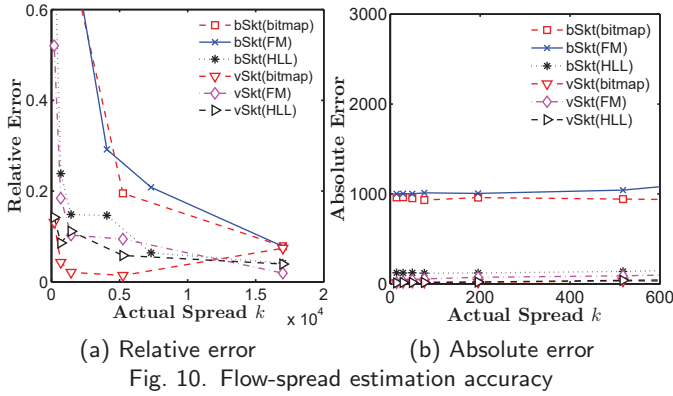 0.6
0.4
0.2
0
0 0.5 1 1.5 2
x 10^4
Relative Error
Actual Spread k
bSkt(bitmap)
bSkt(FM)
bSkt(HLL)
vSkt(bitmap)
vSkt(FM)
vSkt(HLL)
(a) Relative error
3000
2000
1000
0
0 200 400 600
Absolute Error
Actual Spread k
bSkt(bitmap)
bSkt(FM)
bSkt(HLL)
vSkt(bitmap)
vSkt(FM)
vSkt(HLL)
(b) Absolute error
Fig. 10. Flow-spread estimation accuracy